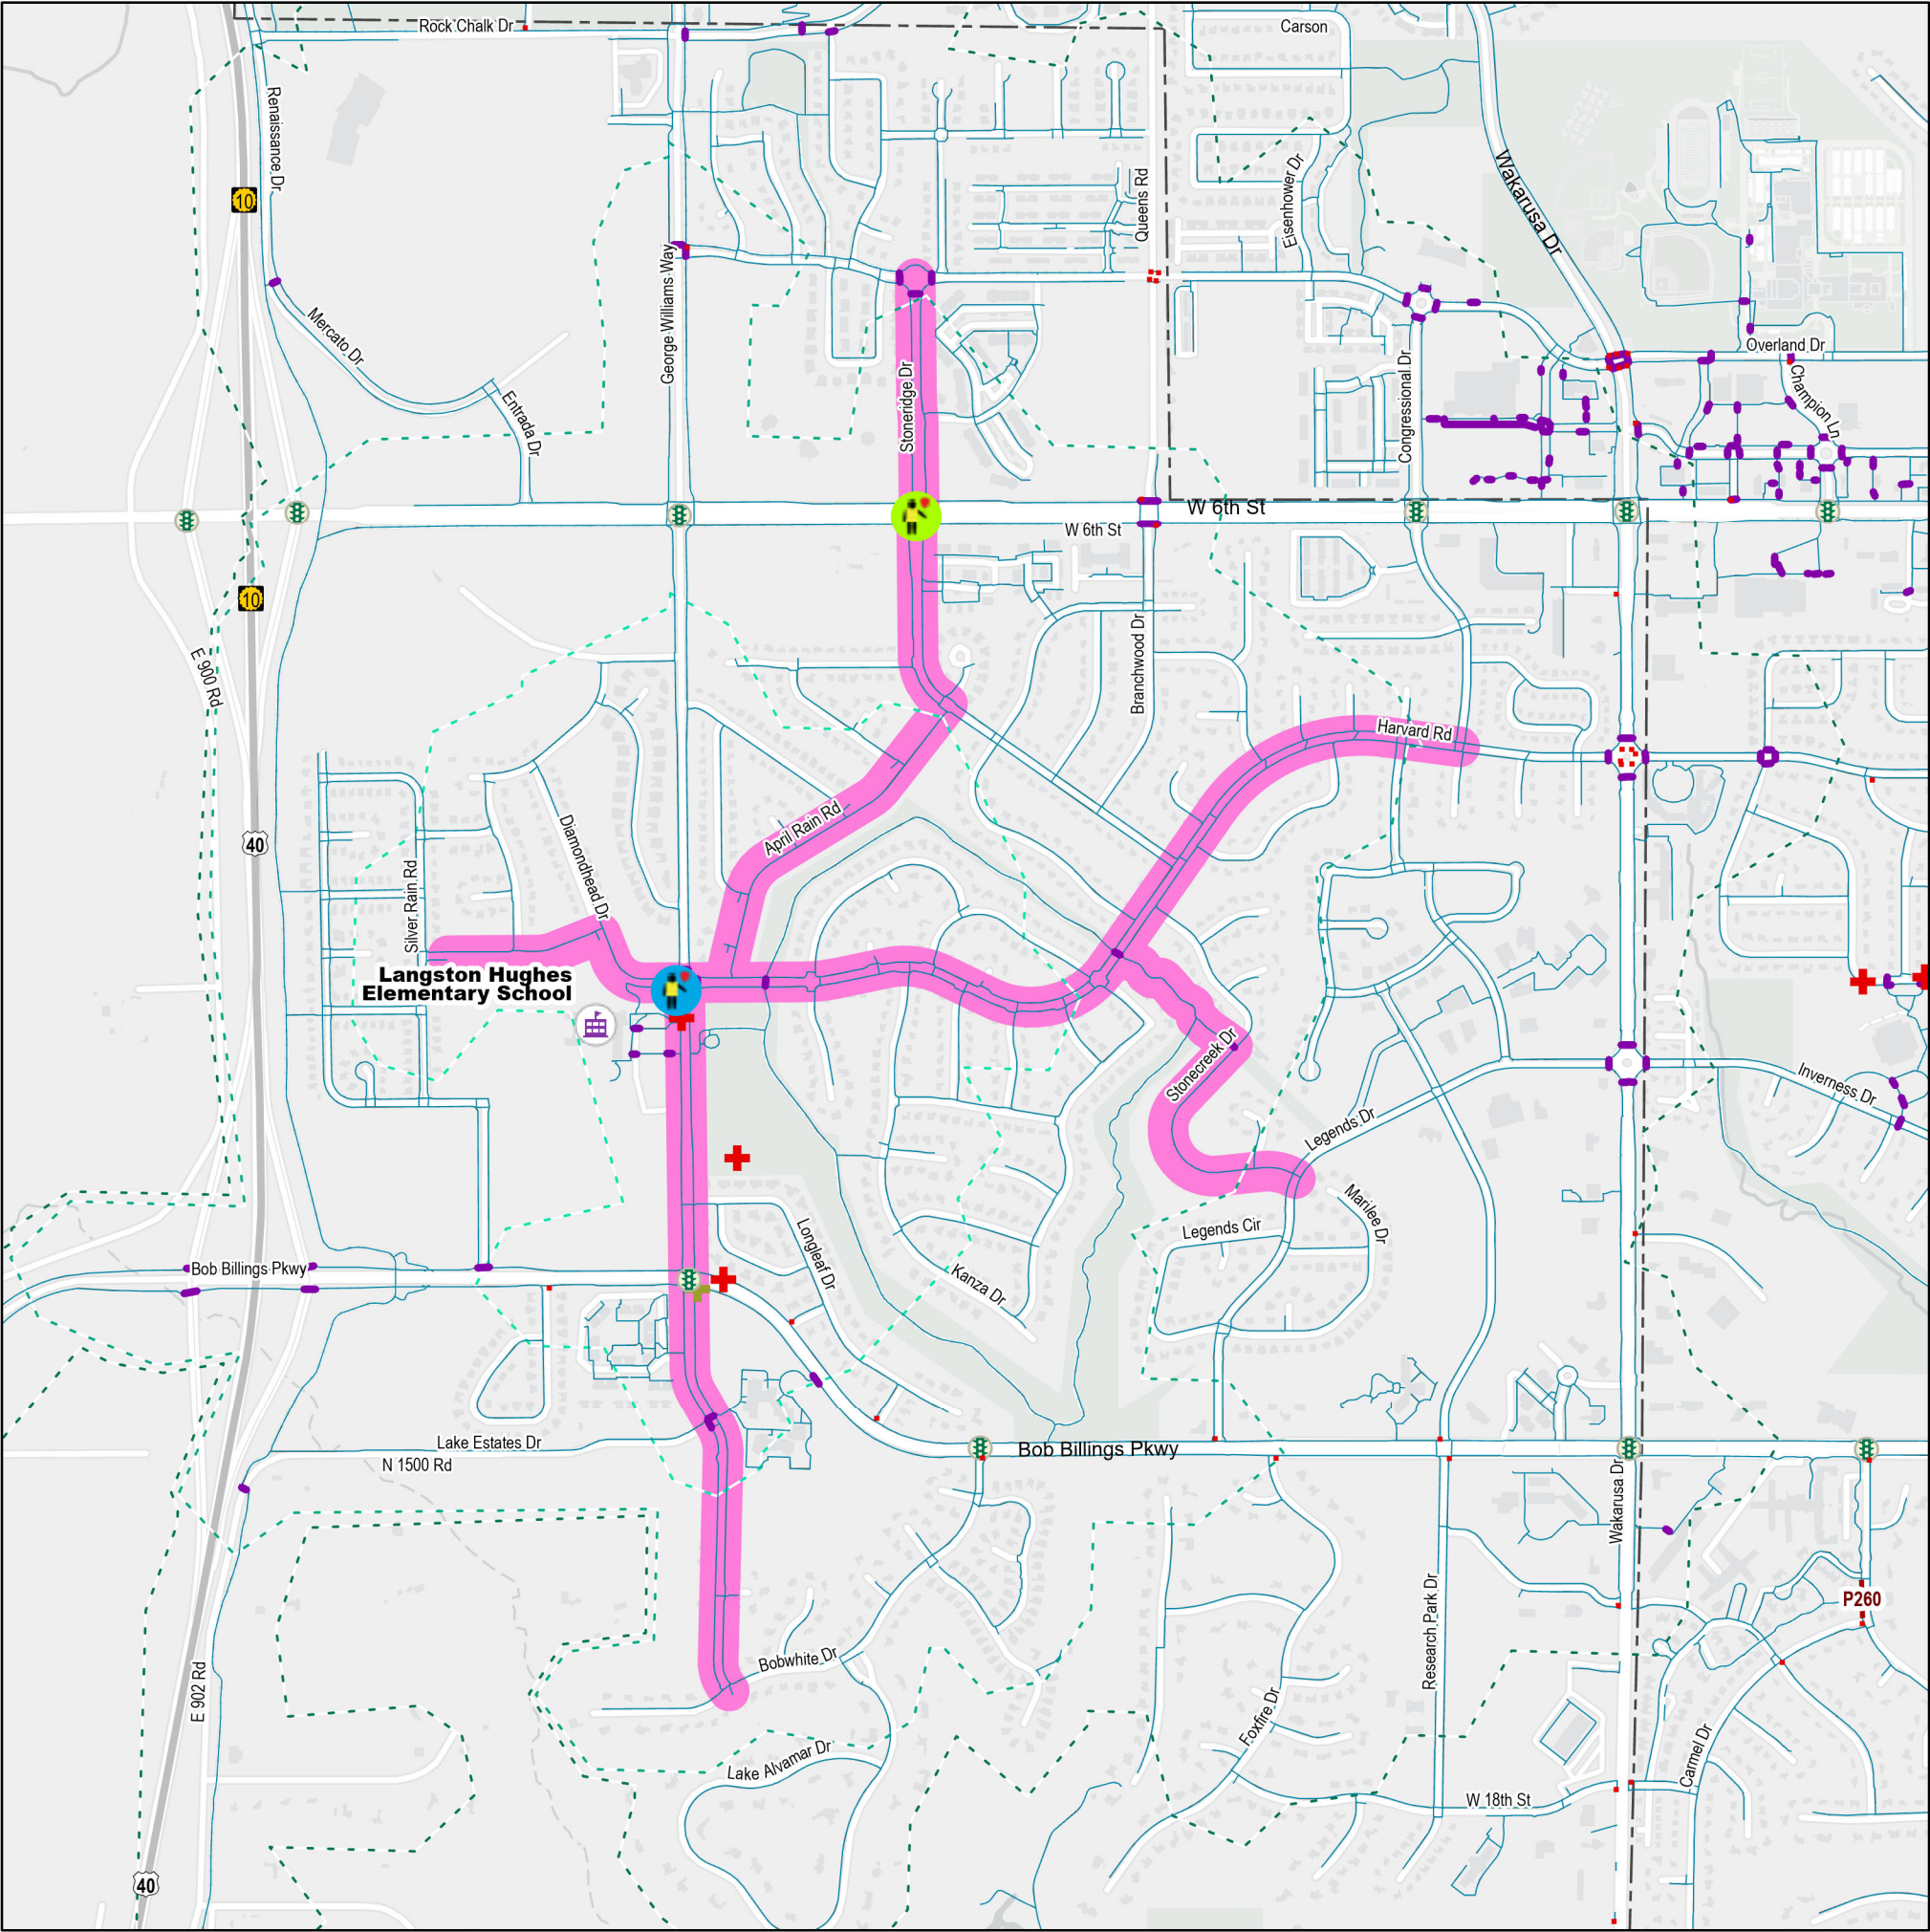 Rock Chalk Dr
Carson
Renaissance Dr
10
Wakarusa Dr
Queens Rd
Eisenhower Dr
George Williams Way
Mercato Dr
Stoneridge Dr
Congressional Dr
Overland Dr
Champion Ln
Entrada Dr
W 6th St
W 6th St
10
E 900 Rd
Branchwood Dr
Harvard Rd
April Rain Rd
Diamondhead Dr
40
Silver Rain Rd
Langston Hughes
Elementary School
Stonecreek Dr
Inverness Dr
Legends Dr
Marilee Dr
Legends Cir
Longleaf Dr
Bob Billings Pkwy
Kanza Dr
Lake Estates Dr
N 1500 Rd
Bob Billings Pkwy
Wakarusa Dr
P260
Research Park Dr
Bobwhite Dr
E 902 Rd
Foxfire Dr
Lake Alvamar Dr
Carmel Dr
W 18th St
40